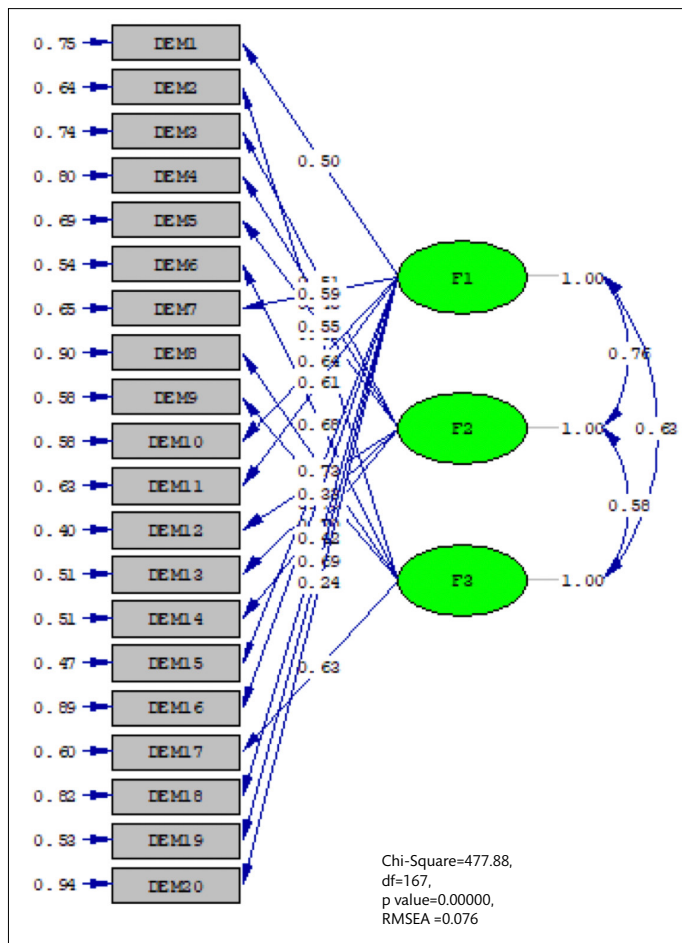 0.75 DEM1
0.64 DEM2
0.74 DEM3
0.80 DEM4
0.69 DEM5
0.54 DEM6
0.65 DEM7
0.90 DEM8
0.58 DEM9
0.58 DEM10
0.63 DEM11
0.40 DEM12
0.51 DEM13
0.51 DEM14
0.47 DEM15
0.89 DEM16
0.60 DEM17
0.82 DEM18
0.53 DEM19
0.94 DEM20
0.50
0.59
0.55
0.64
0.61
0.68
0.73
0.42
0.69
0.24
0.63
F1 1.00
F2 1.00
F3 1.00
0.76
0.63
0.58
Chi-Square=477.88,
df=167,
p value=0.00000,
RMSEA =0.076